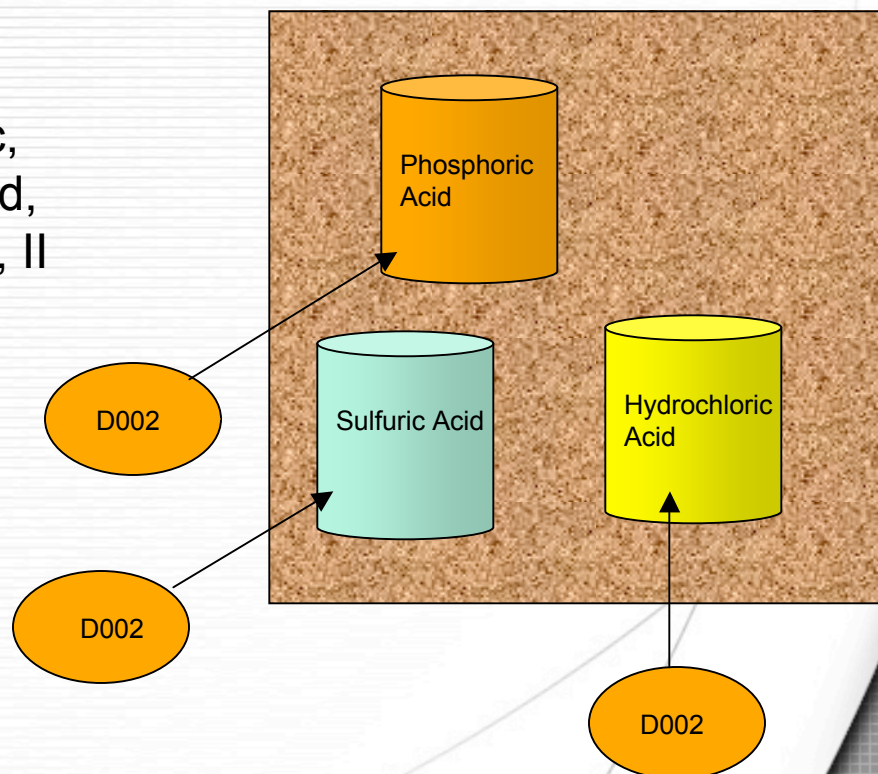 c,
d,
, II
Phosphoric
Acid
D002
Sulfuric Acid
Hydrochloric
Acid
D002
D002